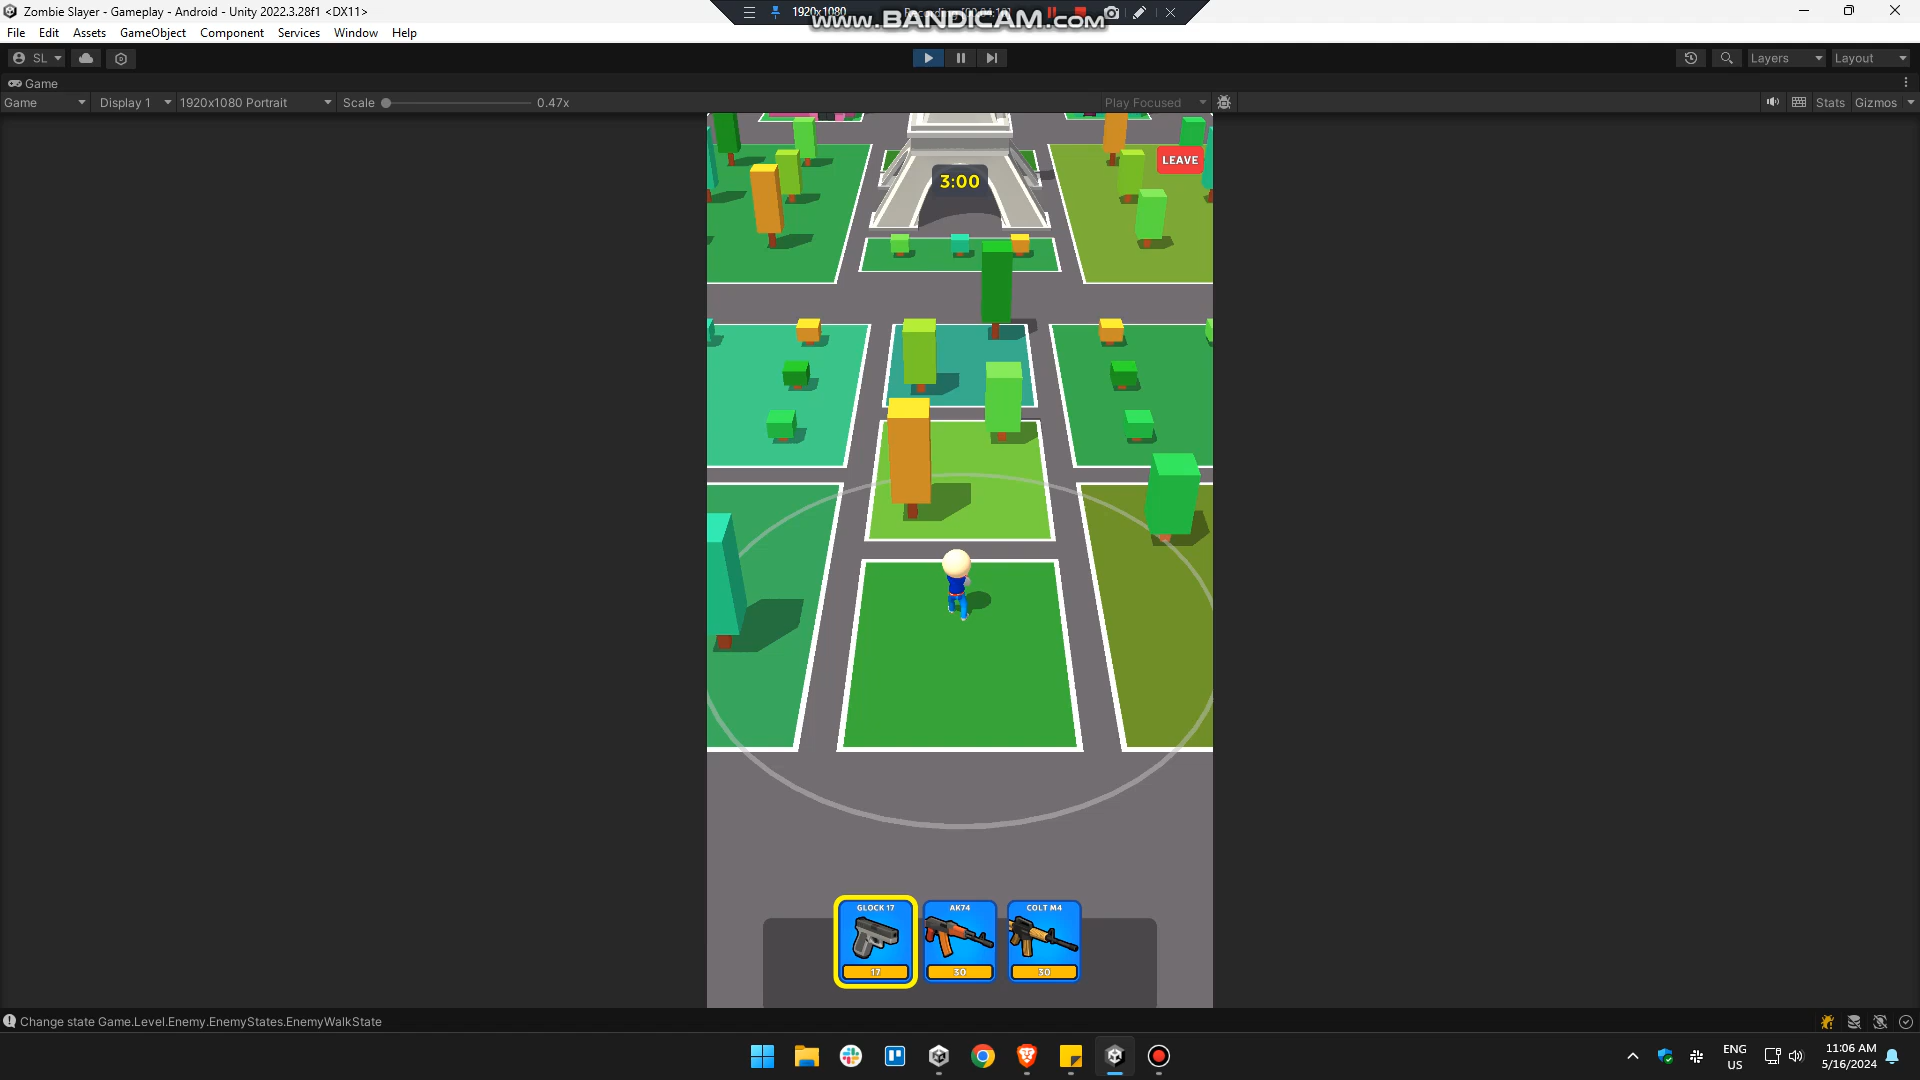 Zombie Slayer - Gameplay - Android - Unity 2022.3.28f1 <DX11>
1920x1080
www.BANDICAM.com
File Edit Assets GameObject Component Services Window Help
SL
Layers
Layout
Game
Game
Display 1
1920x1080 Portrait
Scale
0.47x
Play Focused
Stats
Gizmos
LEAVE
3:00
GLOCK 17
AK74
COLT M4
17
30
30
Change state Game.Level.Enemy.EnemyStates.EnemyWalkState
ENG
US
11:06 AM
5/16/2024